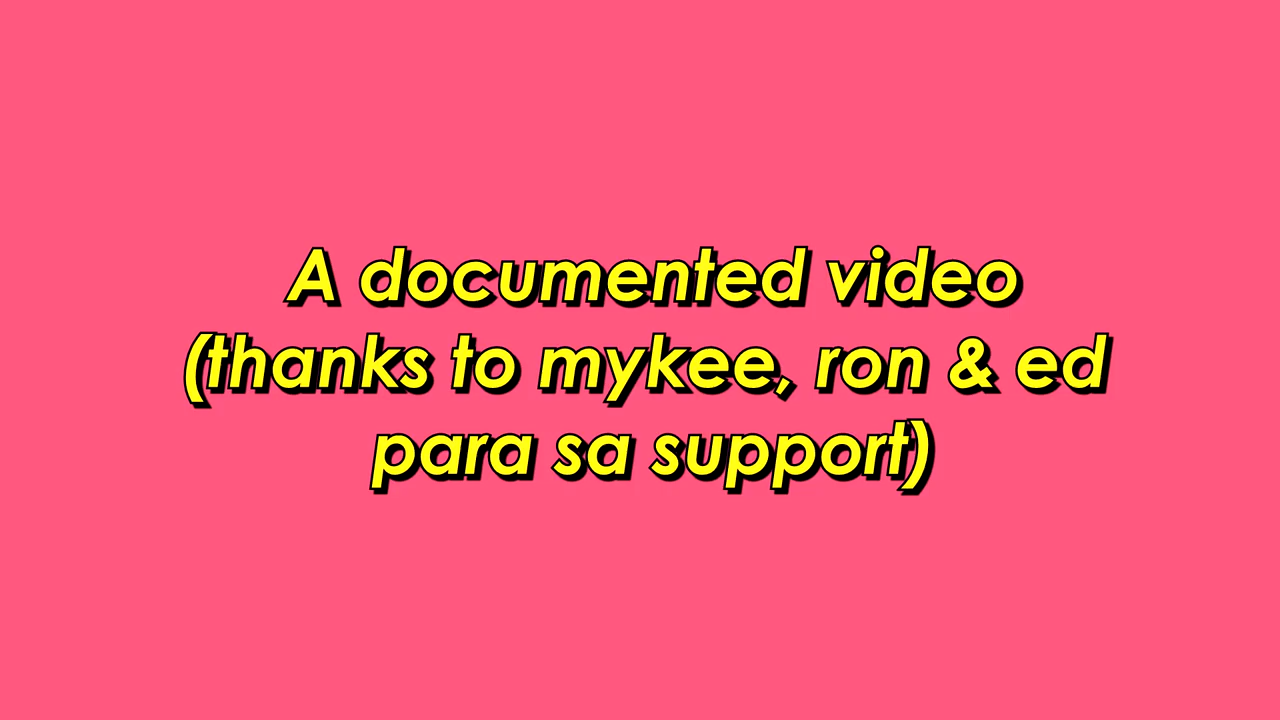 A documented video
(thanks to mykee, ron & ed
para sa support)